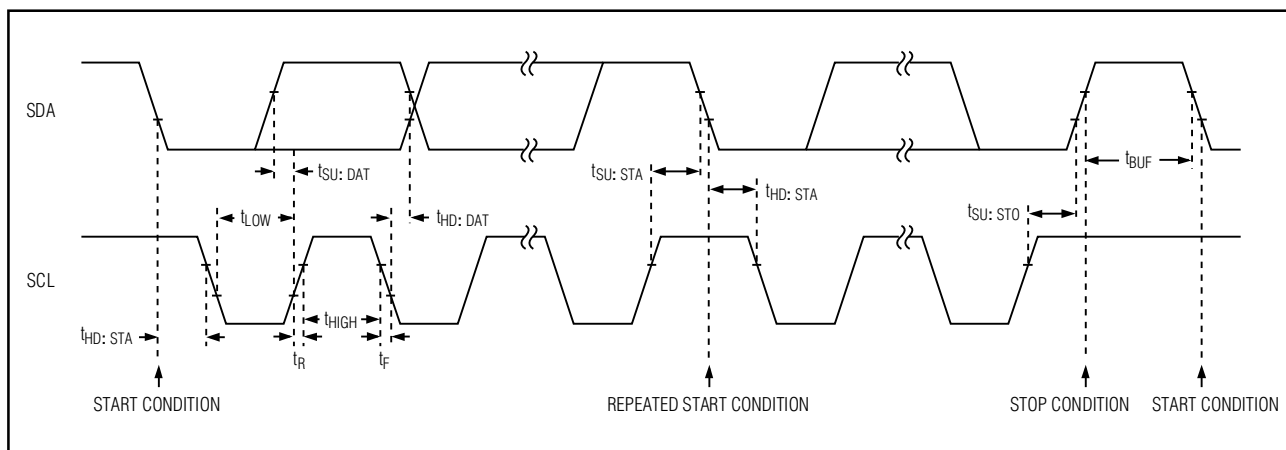 SDA
tSU: DAT
tSU: STA
tBUF
tLOW
tHD: DAT
tHD: STA
tSU: STO
SCL
tHIGH
tHD: STA
tR
tF
START CONDITION
REPEATED START CONDITION
STOP CONDITION
START CONDITION